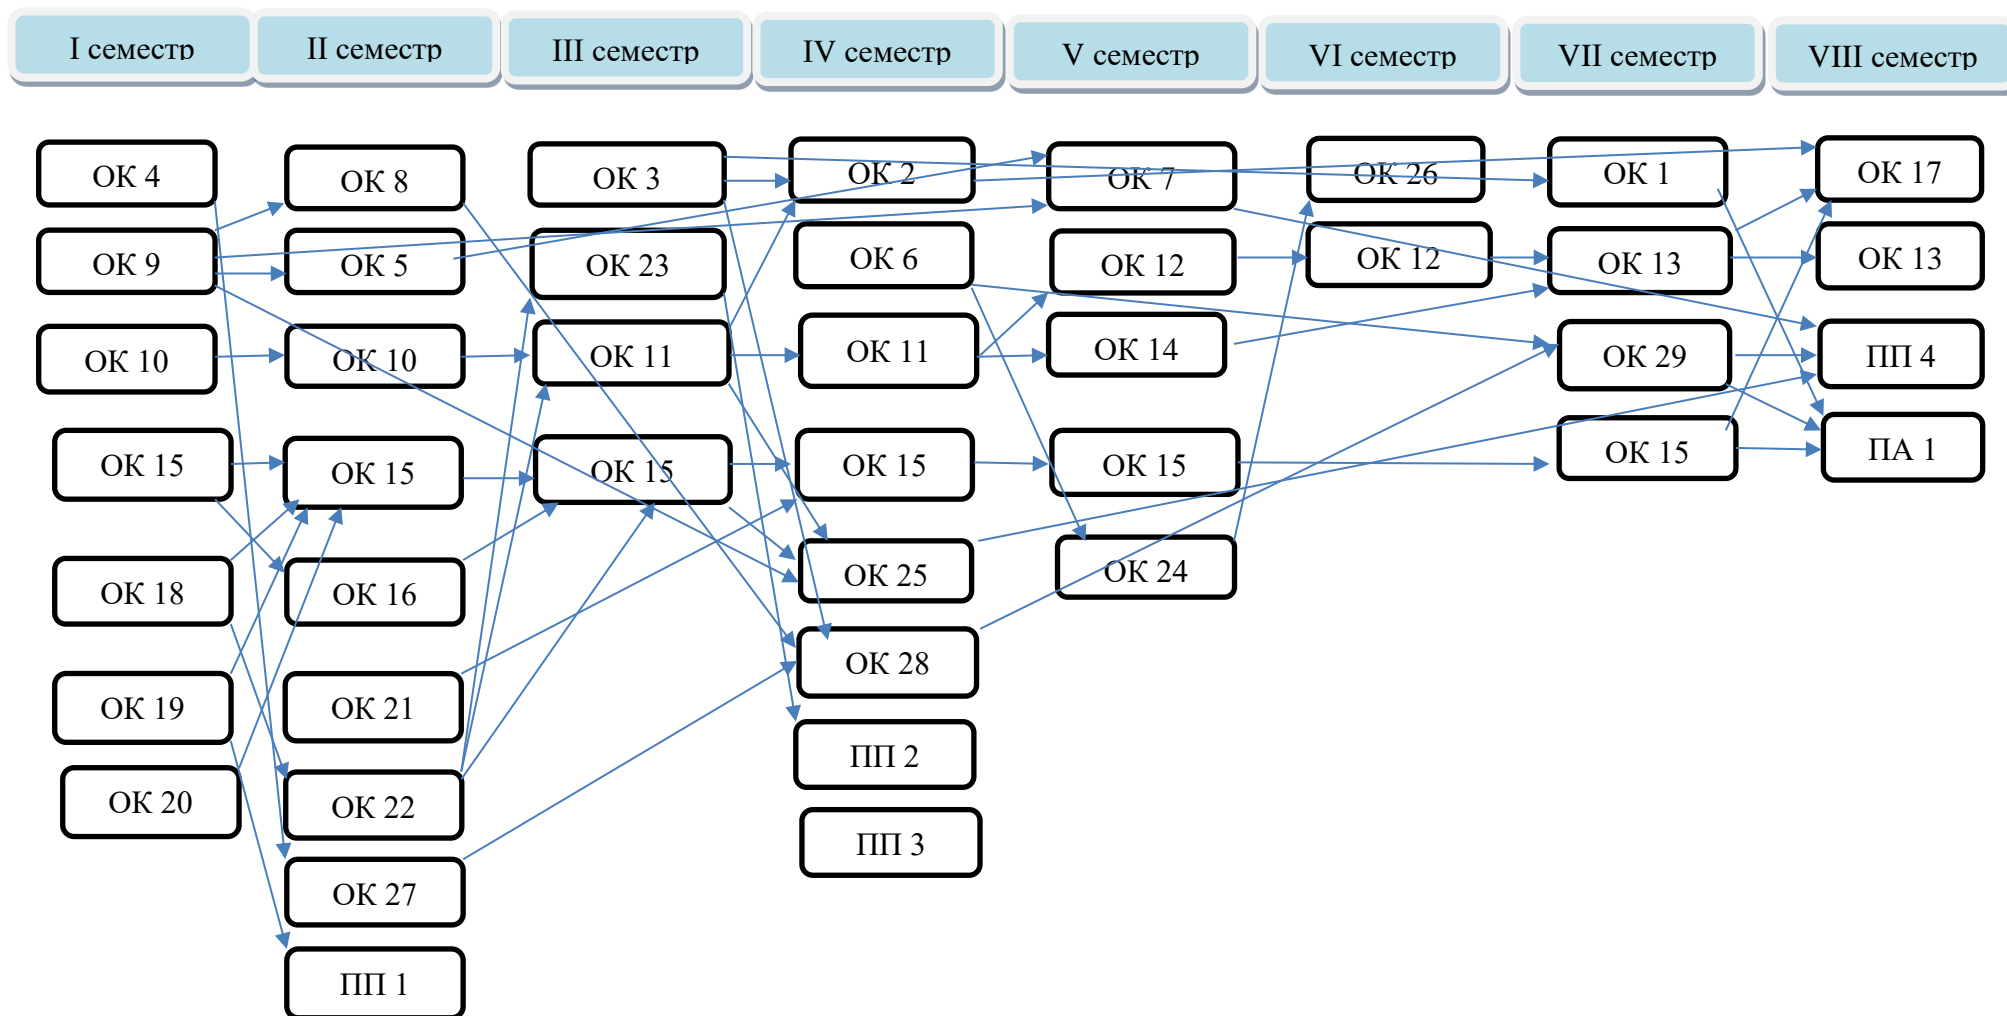 I семестр
II семестр
III семестр
IV семестр
V семестр
VI семестр
VII семестр
VIII семестр
ОК 4
ОК 8
ОК 3
ОК 2
ОК 7
ОК 26
ОК 1
ОК 17
ОК 9
ОК 5
ОК 23
ОК 6
ОК 12
ОК 12
ОК 13
ОК 13
ОК 10
ОК 10
ОК 11
ОК 11
ОК 14
ОК 29
ПП 4
ОК 15
ОК 15
ОК 15
ОК 15
ОК 15
ОК 15
ПА 1
ОК 18
ОК 16
ОК 25
ОК 24
ОК 19
ОК 21
ОК 28
ОК 20
ОК 22
ПП 2
ОК 27
ПП 3
ПП 1